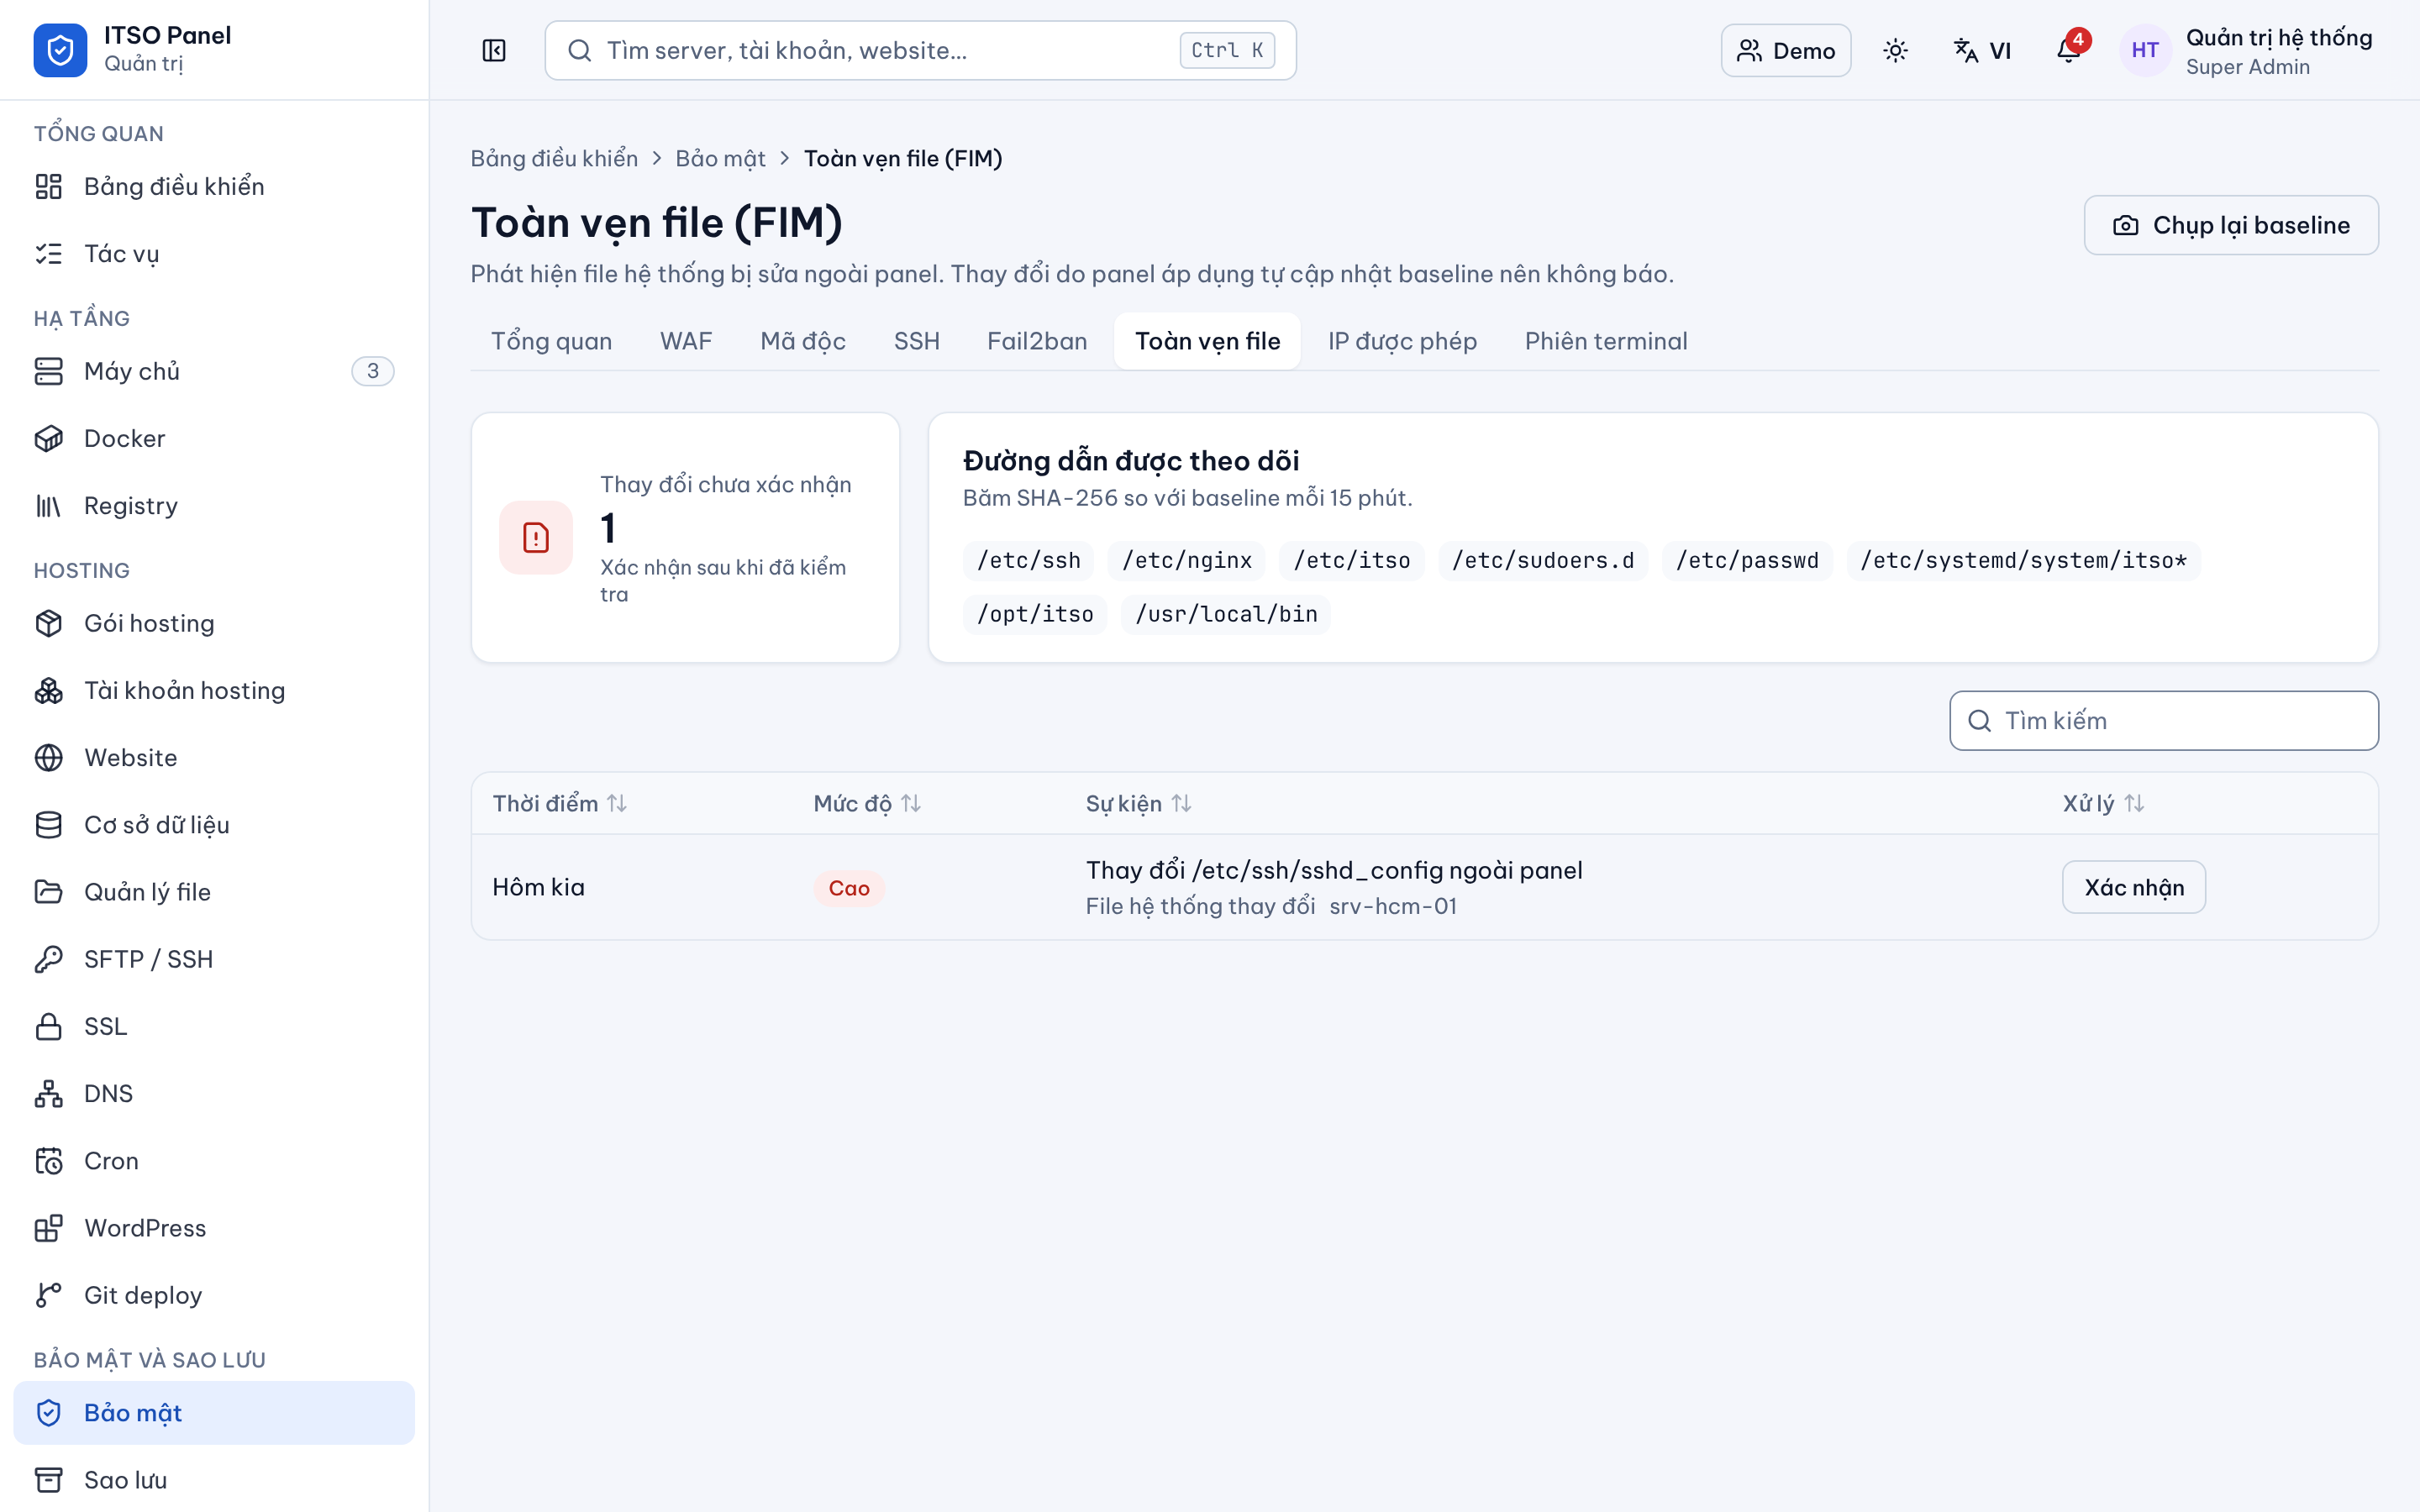 ITSO Panel
Quản trị
Tìm server, tài khoản, website...
Ctrl K
Demo
VI
4
HT
Quản trị hệ thống
Super Admin
TỔNG QUAN
Bảng điều khiển
Tác vụ
HẠ TẦNG
Máy chủ
3
Docker
Registry
HOSTING
Gói hosting
Tài khoản hosting
Website
Cơ sở dữ liệu
Quản lý file
SFTP / SSH
SSL
DNS
Cron
WordPress
Git deploy
BẢO MẬT VÀ SAO LƯU
Bảo mật
Sao lưu
Bảng điều khiển > Bảo mật > Toàn vẹn file (FIM)
Toàn vẹn file (FIM)
Chụp lại baseline
Phát hiện file hệ thống bị sửa ngoài panel. Thay đổi do panel áp dụng tự cập nhật baseline nên không báo.
Tổng quan WAF Mã độc SSH Fail2ban Toàn vẹn file IP được phép Phiên terminal
Thay đổi chưa xác nhận
1
Xác nhận sau khi đã kiểm
tra
Đường dẫn được theo dõi
Băm SHA-256 so với baseline mỗi 15 phút.
/etc/ssh /etc/nginx /etc/itso /etc/sudoers.d /etc/passwd /etc/systemd/system/itso*
/opt/itso /usr/local/bin
Tìm kiếm
Thời điểm Mức độ Sự kiện Xử lý
Hôm kia
Cao
Thay đổi /etc/ssh/sshd_config ngoài panel
File hệ thống thay đổi srv-hcm-01
Xác nhận